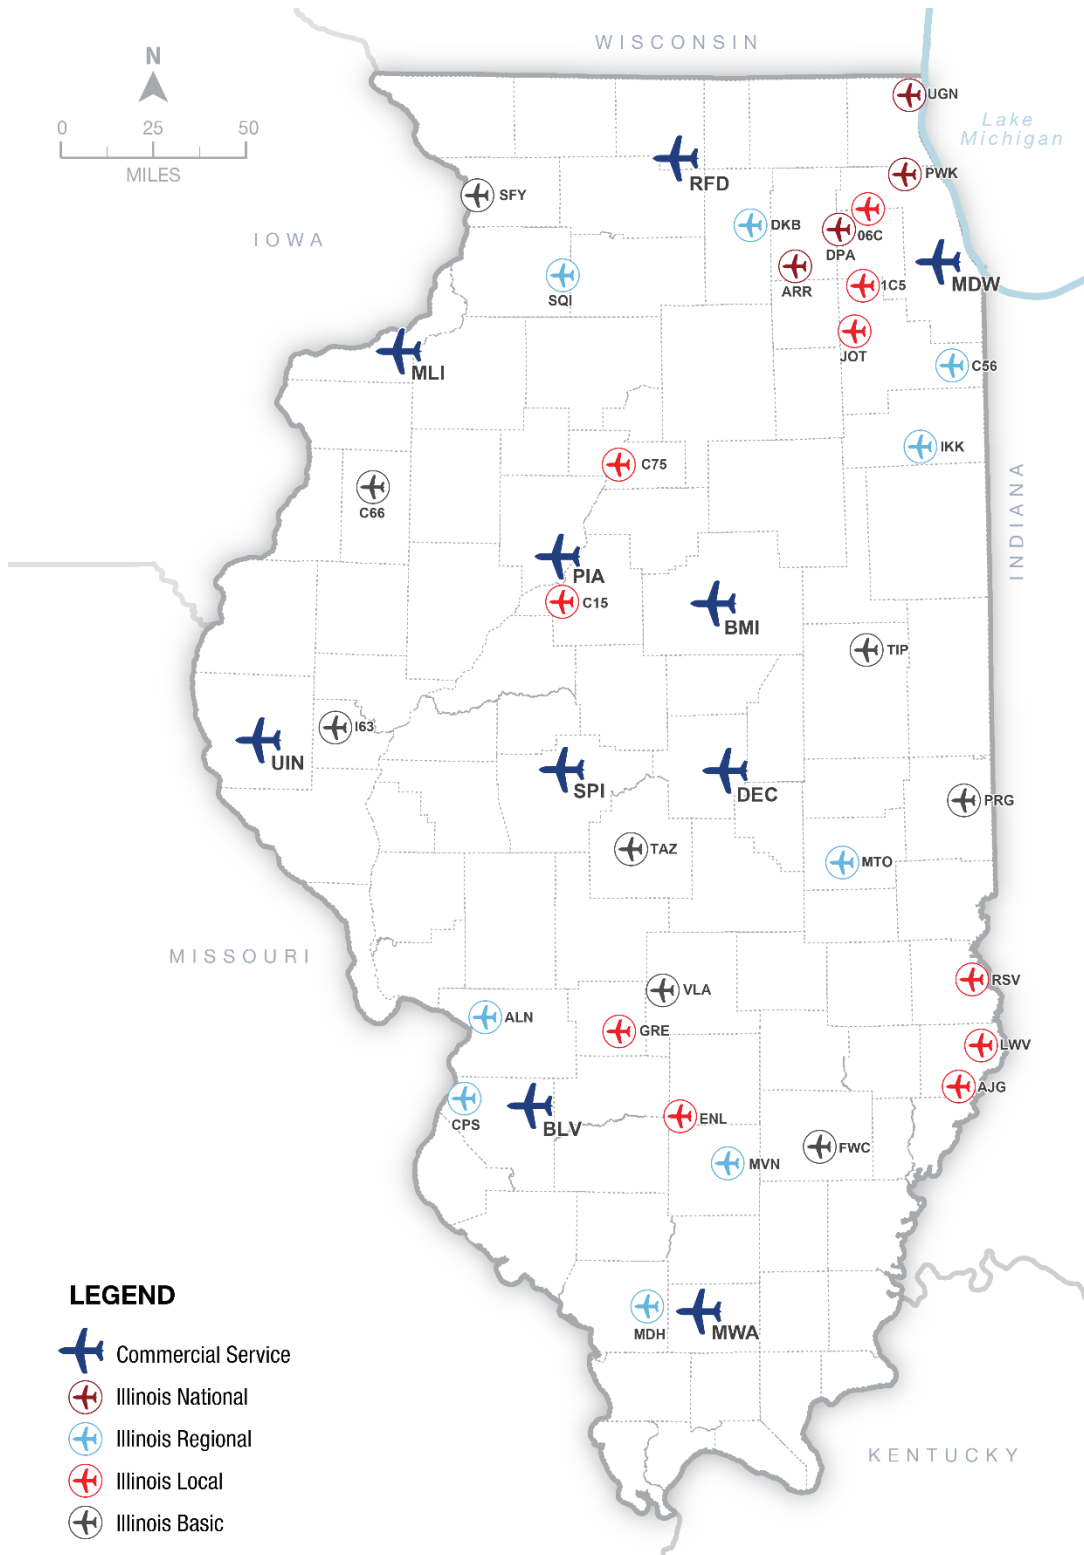 WISCONSIN
N
0 25 50
MILES
UGN
Lake
Michigan
PWK
RFD
SFY
DKB
06C
DPA
IOWA
MDW
ARR
1C5
SQI
JOT
MLI
C56
IKK
C75
INDIANA
C66
PIA
C15
BMI
TIP
I63
UIN
SPI
DEC
PRG
TAZ
MTO
MISSOURI
RSV
VLA
ALN
GRE
LWV
AJG
CPS
BLV
ENL
FWC
MVN
MDH
MWA
KENTUCKY
LEGEND
Commercial Service
Illinois National
Illinois Regional
Illinois Local
Illinois Basic